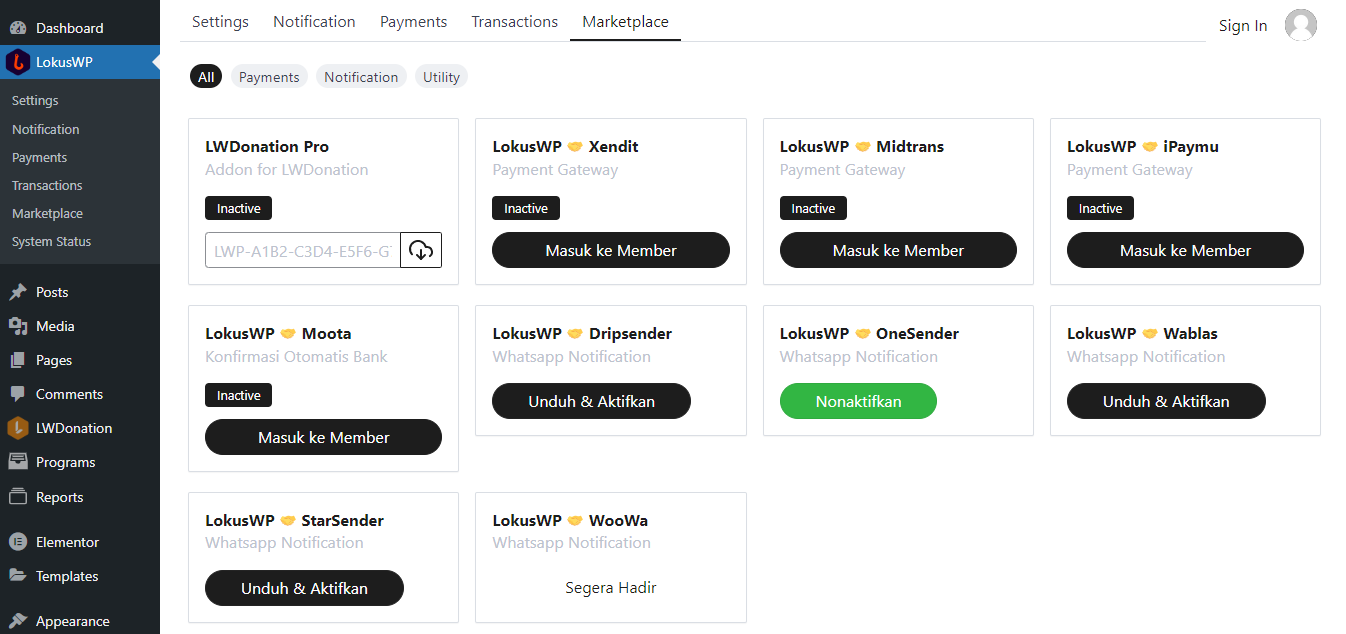 Dashboard
LokusWP
Settings
Notification
Payments
Transactions
Marketplace
System Status
Posts
Media
Pages
Comments
LWDonation
Programs
Reports
Elementor
Templates
Appearance
Settings Notification Payments Transactions Marketplace
Sign In
All Payments Notification Utility
LWDonation Pro
Addon for LWDonation
Inactive
LWP-A1B2-C3D4-E5F6-G
LokusWP 🤝 Xendit
Payment Gateway
Inactive
Masuk ke Member
LokusWP 🤝 Midtrans
Payment Gateway
Inactive
Masuk ke Member
LokusWP 🤝 iPaymu
Payment Gateway
Inactive
Masuk ke Member
LokusWP 🤝 Moota
Konfirmasi Otomatis Bank
Inactive
Masuk ke Member
LokusWP 🤝 Dripsender
Whatsapp Notification
Unduh & Aktifkan
LokusWP 🤝 OneSender
Whatsapp Notification
Nonaktifkan
LokusWP 🤝 Wablas
Whatsapp Notification
Unduh & Aktifkan
LokusWP 🤝 StarSender
Whatsapp Notification
Unduh & Aktifkan
LokusWP 🤝 WooWa
Whatsapp Notification
Segera Hadir